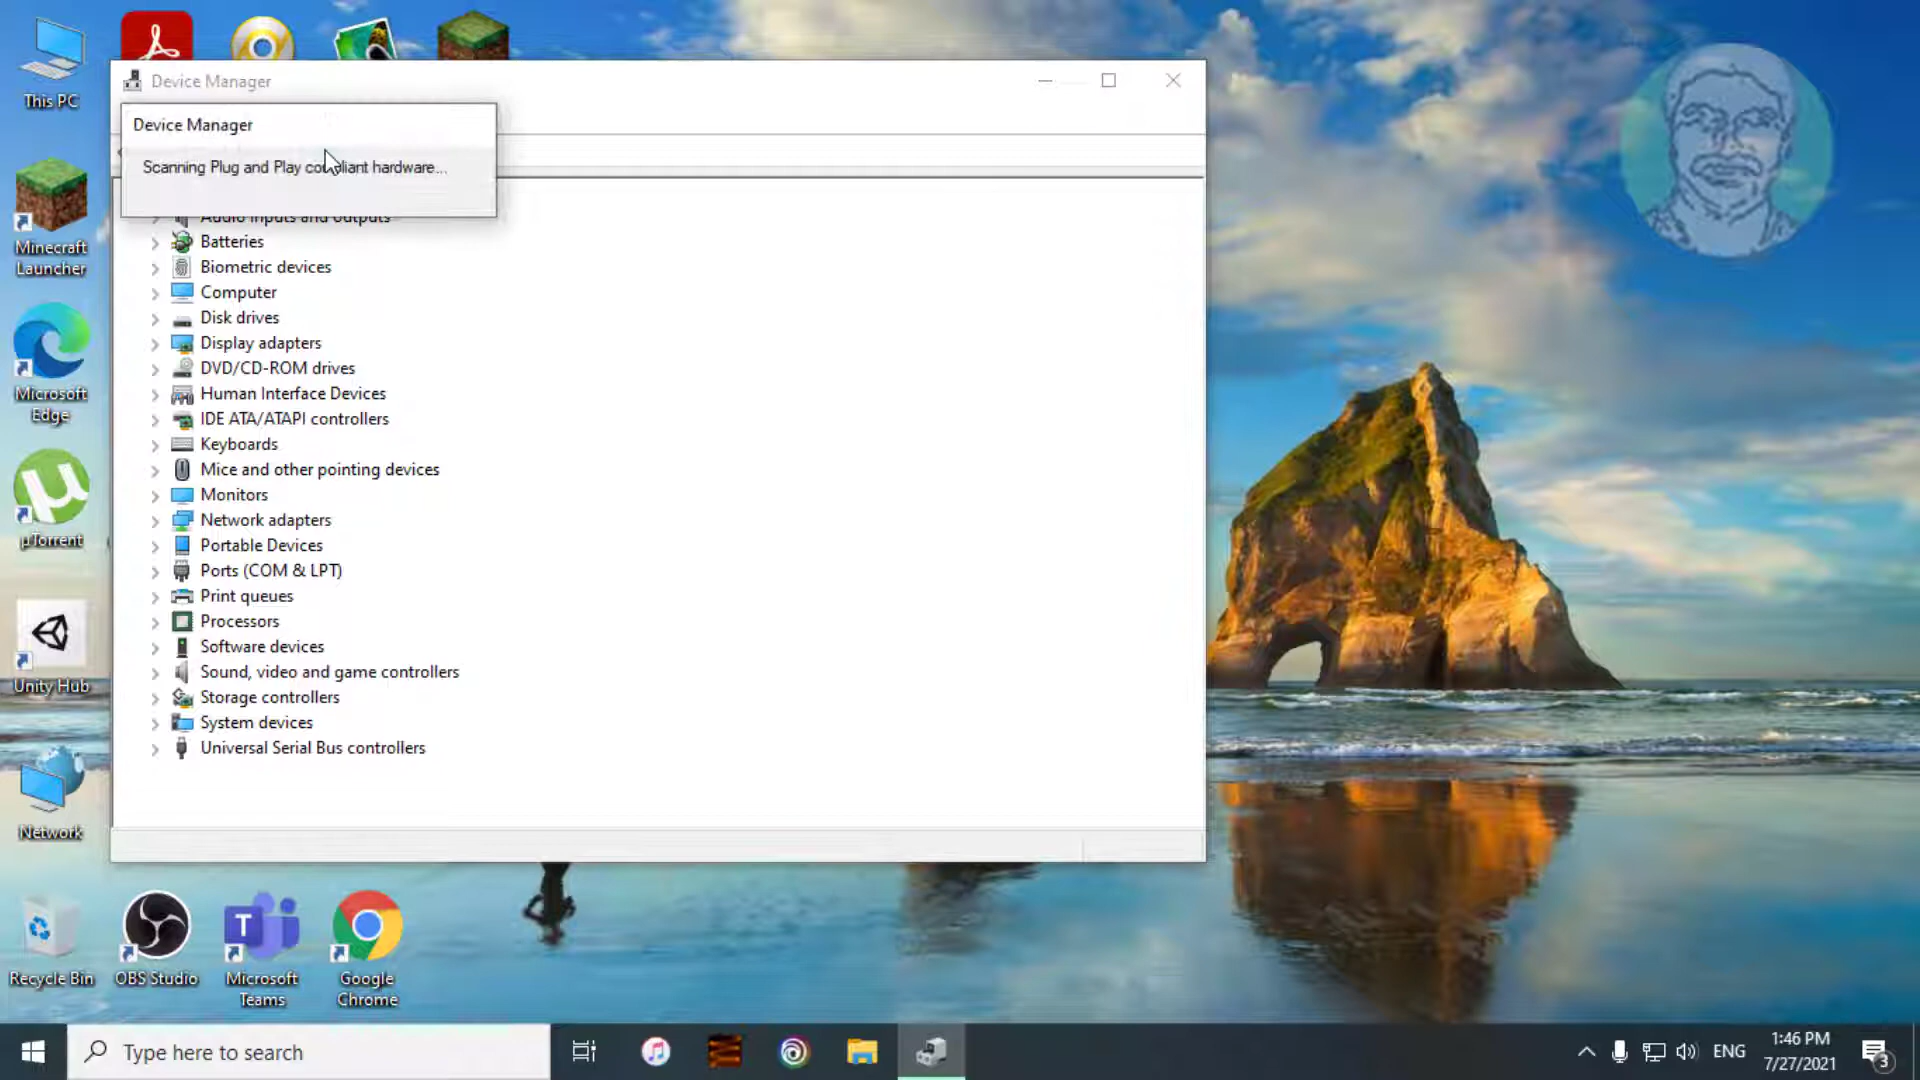 This PC
Minecraft
Launcher
Microsoft
Edge
µTorrent
Unity Hub
Network
Recycle Bin
OBS Studio
Microsoft
Teams
Google
Chrome
Device Manager
Device Manager
Scanning Plug and Play compliant hardware...
Audio inputs and outputs
Batteries
Biometric devices
Computer
Disk drives
Display adapters
DVD/CD-ROM drives
Human Interface Devices
IDE ATA/ATAPI controllers
Keyboards
Mice and other pointing devices
Monitors
Network adapters
Portable Devices
Ports (COM & LPT)
Print queues
Processors
Software devices
Sound, video and game controllers
Storage controllers
System devices
Universal Serial Bus controllers
Type here to search
ENG
1:46 PM
7/27/2021
3